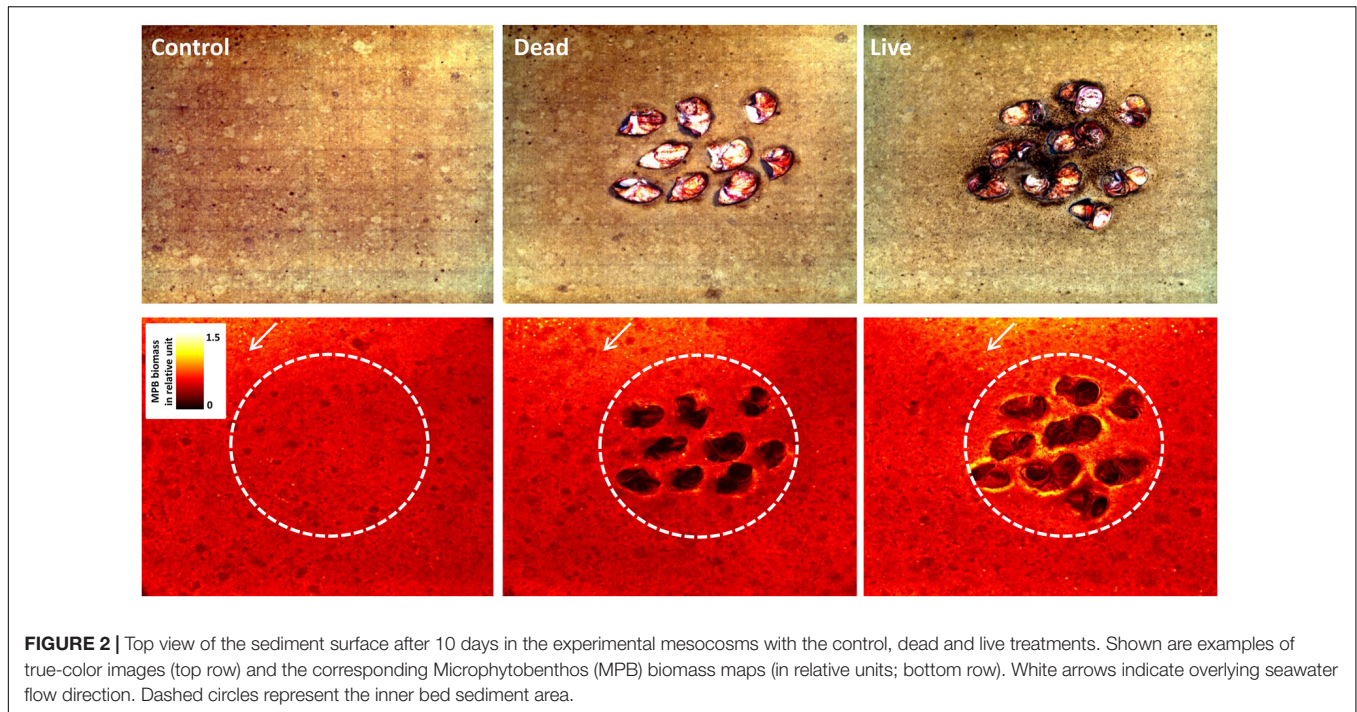 Control
Dead
Live
MPB biomass
in relative unit
1.5
0
FIGURE 2 | Top view of the sediment surface after 10 days in the experimental mesocosms with the control, dead and live treatments. Shown are examples of
true-color images (top row) and the corresponding Microphytobenthos (MPB) biomass maps (in relative units; bottom row). White arrows indicate overlying seawater
flow direction. Dashed circles represent the inner bed sediment area.